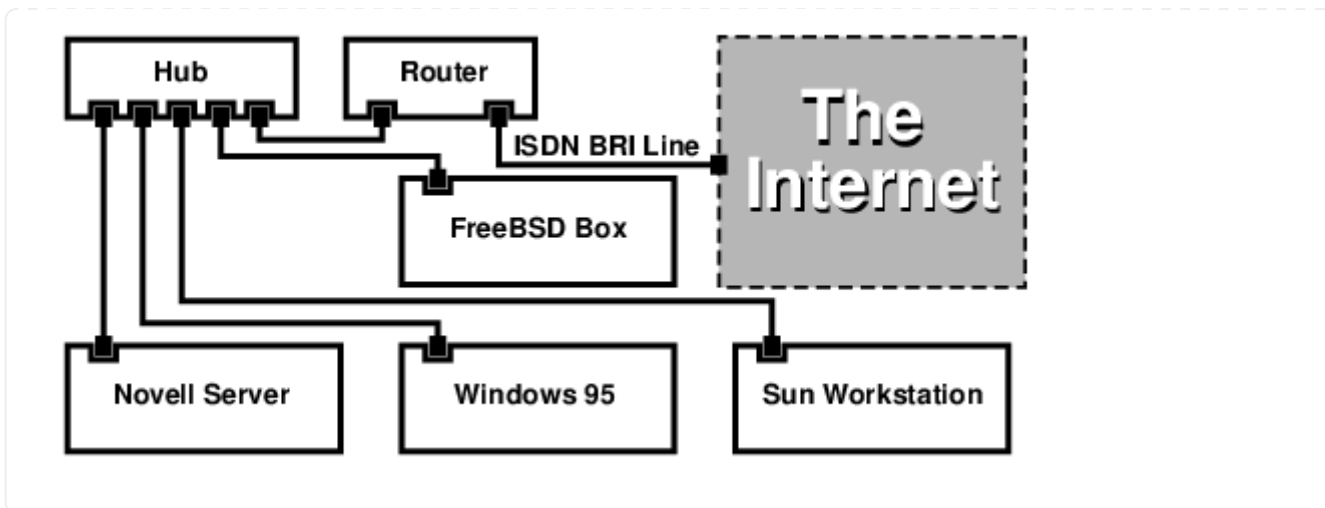 Hub
Router
The
Internet
ISDN BRI Line
FreeBSD Box
Novell Server
Windows 95
Sun Workstation